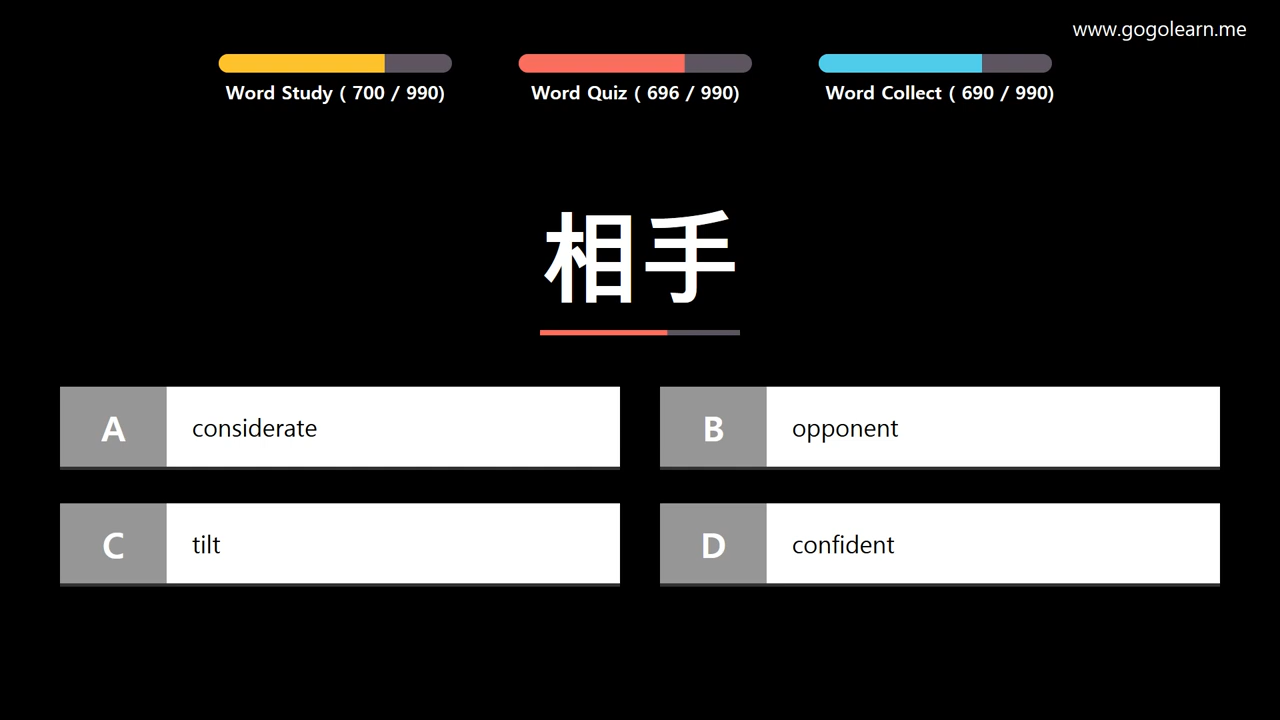 www.gogolearn.me
Word Study ( 700 / 990)
Word Quiz ( 696 / 990)
Word Collect ( 690 / 990)
相手
A
considerate
B
opponent
C
tilt
D
confident